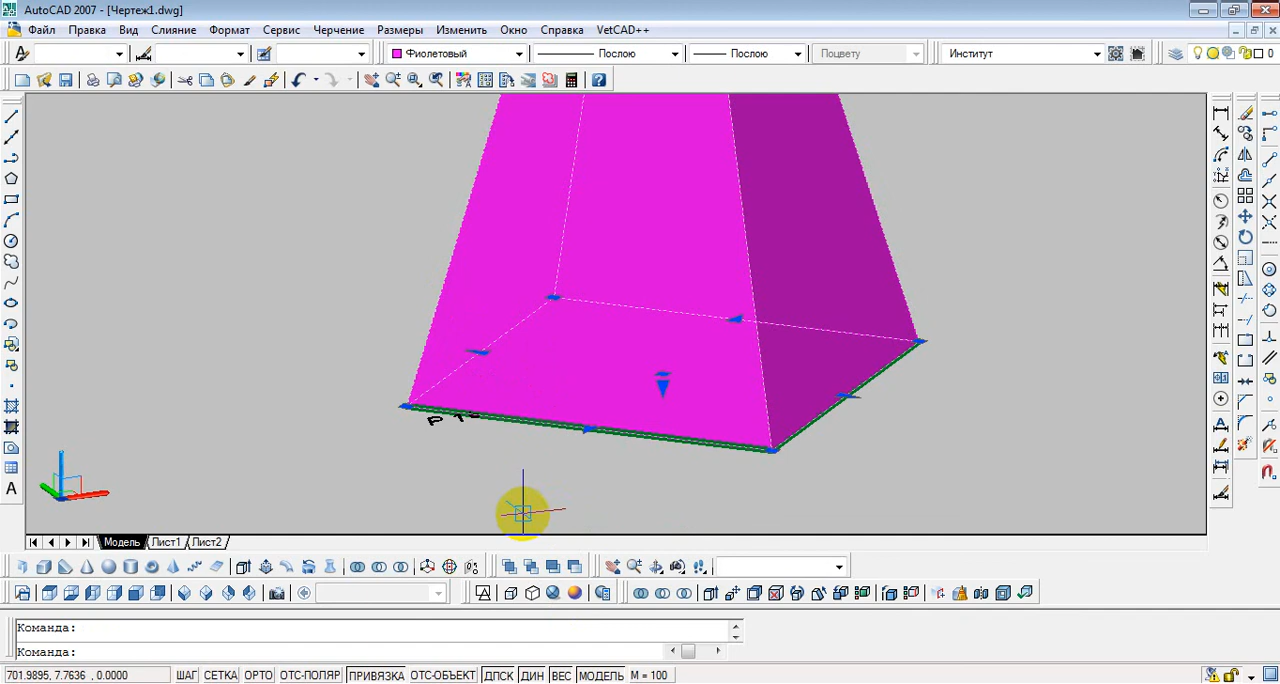 AutoCAD 2007 - [Чертеж1.dwg]
Файл Правка Вид Слияние Формат Сервис Черчение Размеры Изменить Окно Справка VetCAD++
Фиолетовый Послою Послою Поцвету Институт 0
Модель Лист1 Лист2
Команда:
Команда:
701.9895, 7.7636 , 0.0000 ШАГ СЕТКА ОРТО ОТС-ПОЛЯР ПРИВЯЗКА ОТС-ОБЪЕКТ ДПСК ДИН ВЕС МОДЕЛЬ М = 100